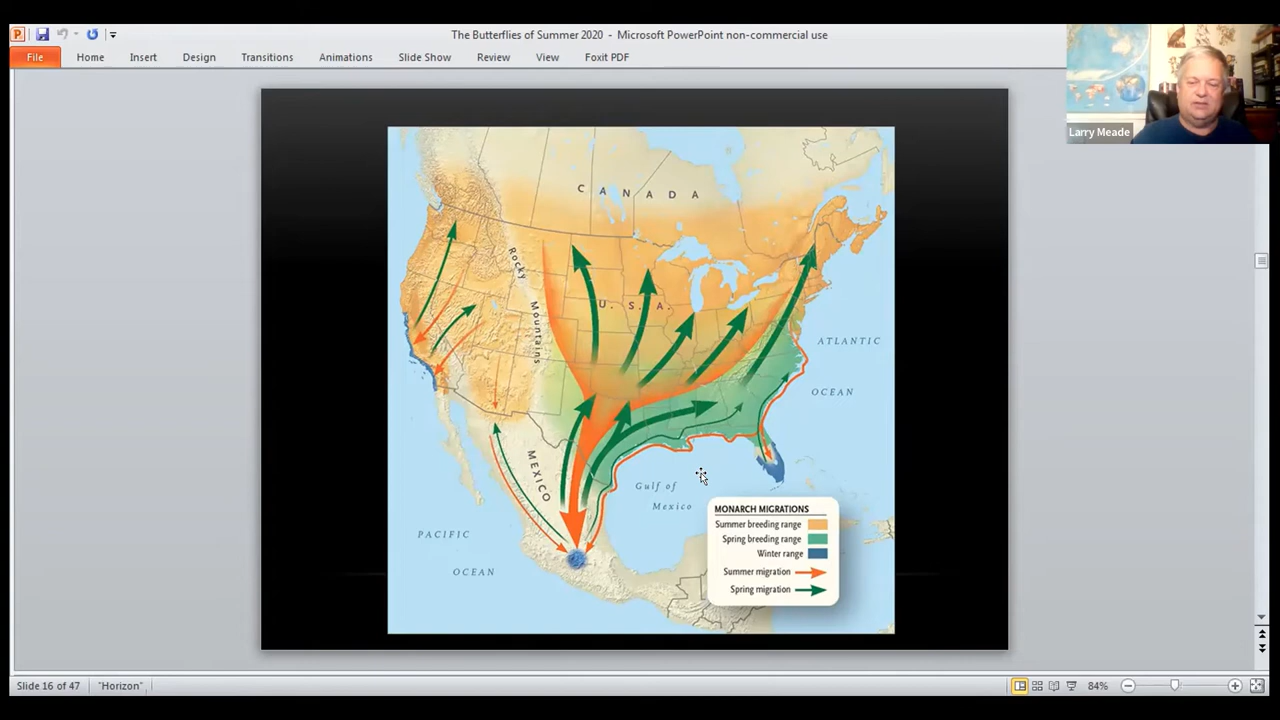 The Butterflies of Summer 2020 - Microsoft PowerPoint non-commercial use
File Home Insert Design Transitions Animations Slide Show Review View Foxit PDF
Larry Meade
CANADA
Rocky Mountains
U. S. A.
ATLANTIC
OCEAN
MEXICO
Gulf of
Mexico
PACIFIC
OCEAN
MONARCH MIGRATIONS
Summer breeding range
Spring breeding range
Winter range
Summer migration
Spring migration
Slide 16 of 47 "Horizon" 84%